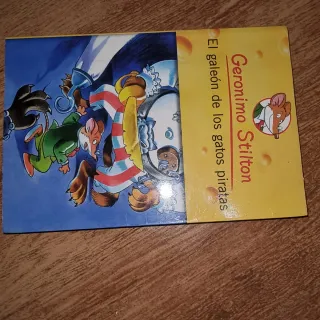 Geronimo Stilton
El galeón de los gatos piratas